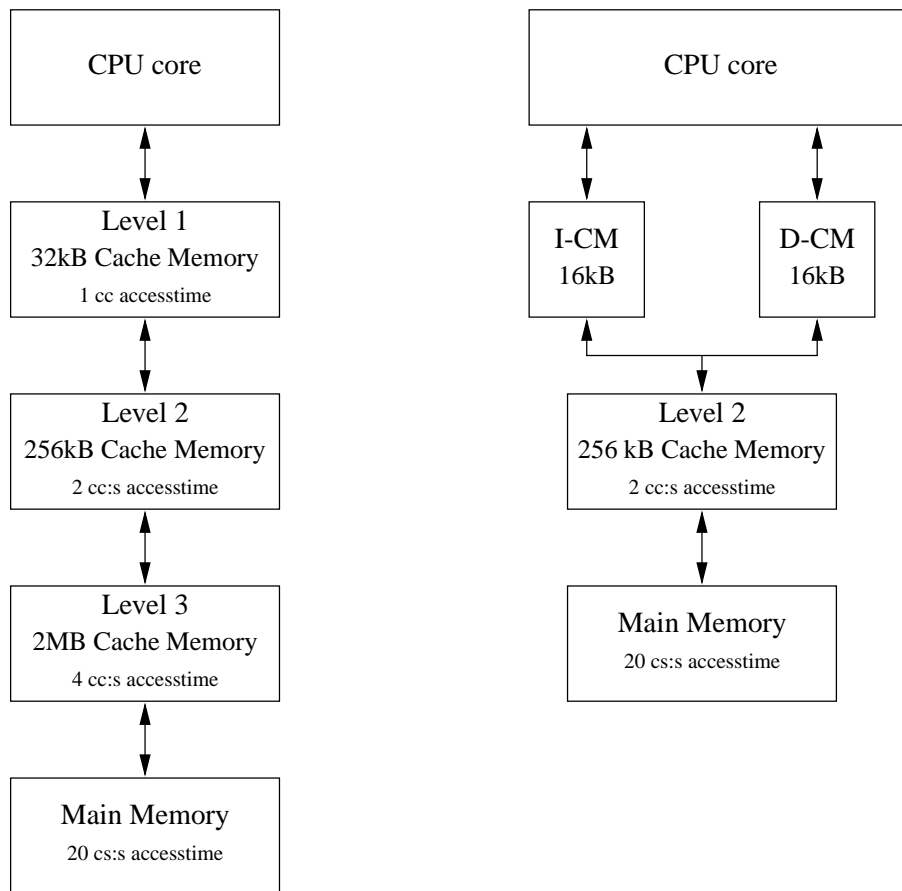 CPU core
Level 1
32kB Cache Memory
1 cc accesstime
Level 2
256kB Cache Memory
2 cc:s accesstime
Level 3
2MB Cache Memory
4 cc:s accesstime
Main Memory
20 cs:s accesstime
CPU core
I-CM
16kB
D-CM
16kB
Level 2
256 kB Cache Memory
2 cc:s accesstime
Main Memory
20 cs:s accesstime